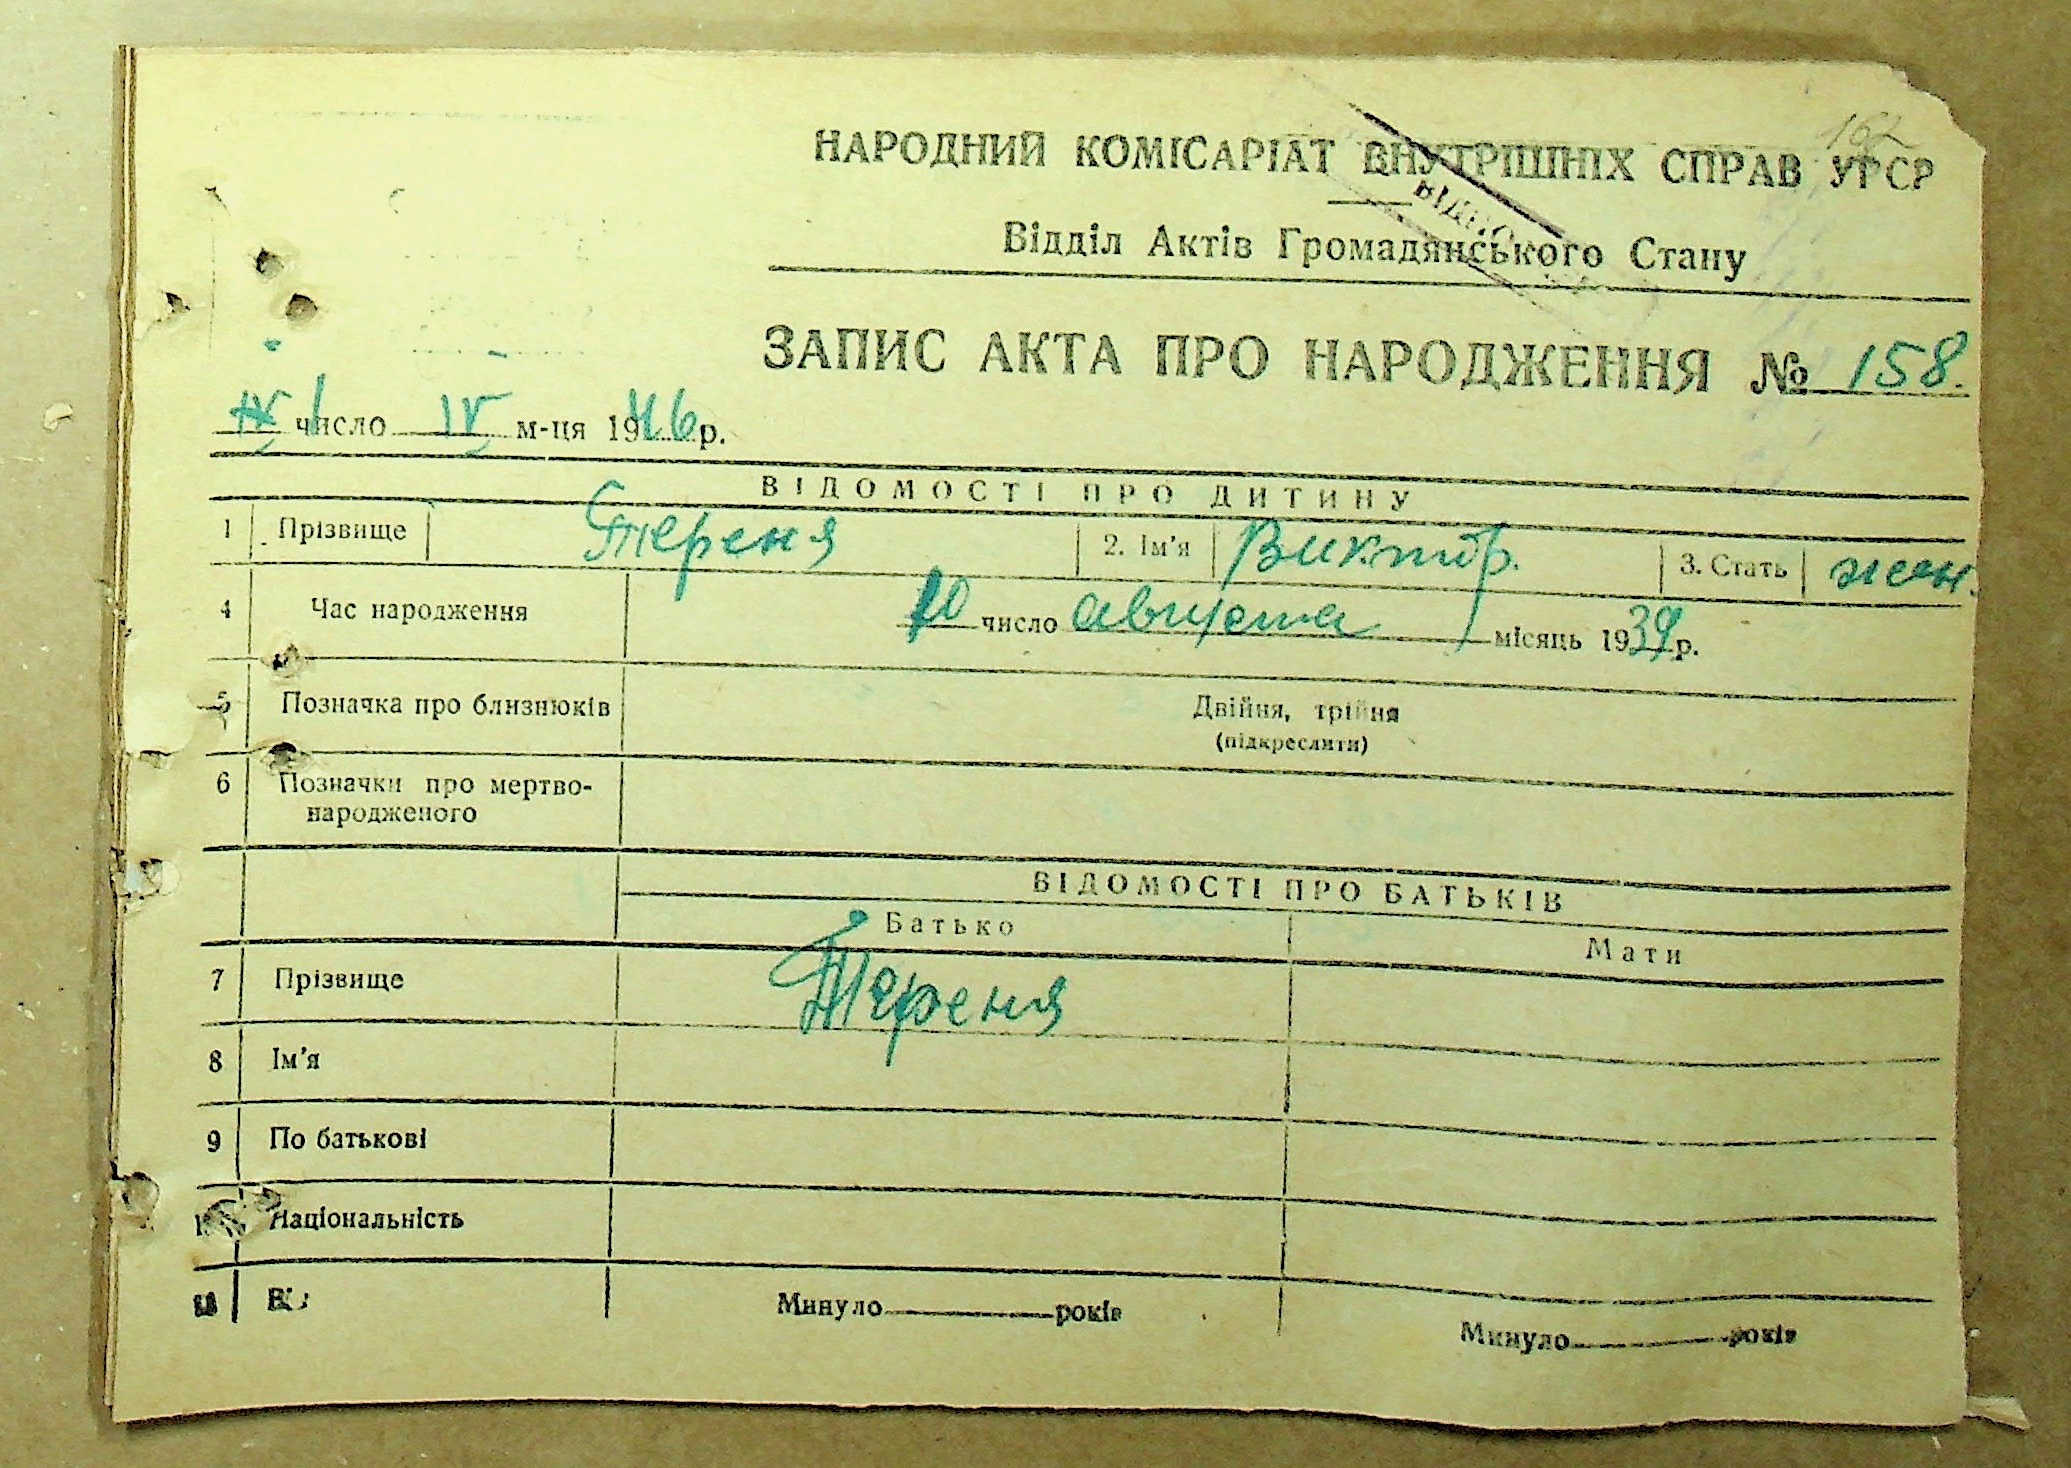 162
НАРОДНИЙ КОМІСАРІАТ ВНУТРІШНІХ СПРАВ УРСР
Відділ Актів Громадянського Стану
ЗАПИС АКТА ПРО НАРОДЖЕННЯ № 158.
1 число IV м-ця 1946 р.
ВІДОМОСТІ ПРО ДИТИНУ
1 Прізвище Тереня 2. Ім'я Виктор. 3. Стать жен.
4 Час народження 10 число августа місяць 1939 р.
5 Позначка про близнюків Двійня, трійня
(підкреслити)
6 Позначки про мертво-
народженого
ВІДОМОСТІ ПРО БАТЬКІВ
Батько Мати
7 Прізвище Тереня
8 Ім'я
9 По батькові
Національність
Минуло років Минуло років